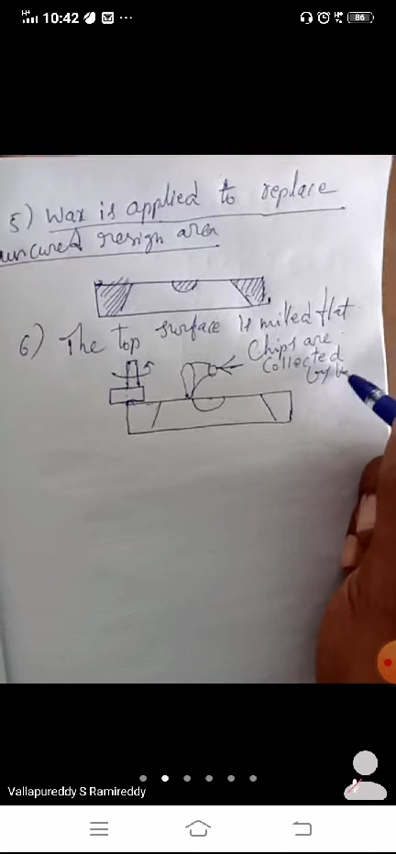 10:42
86
5) Wax is applied to replace
uncured resign area
6) The top surface is milled flat
Chips are
collected
by
Vallapureddy S Ramireddy